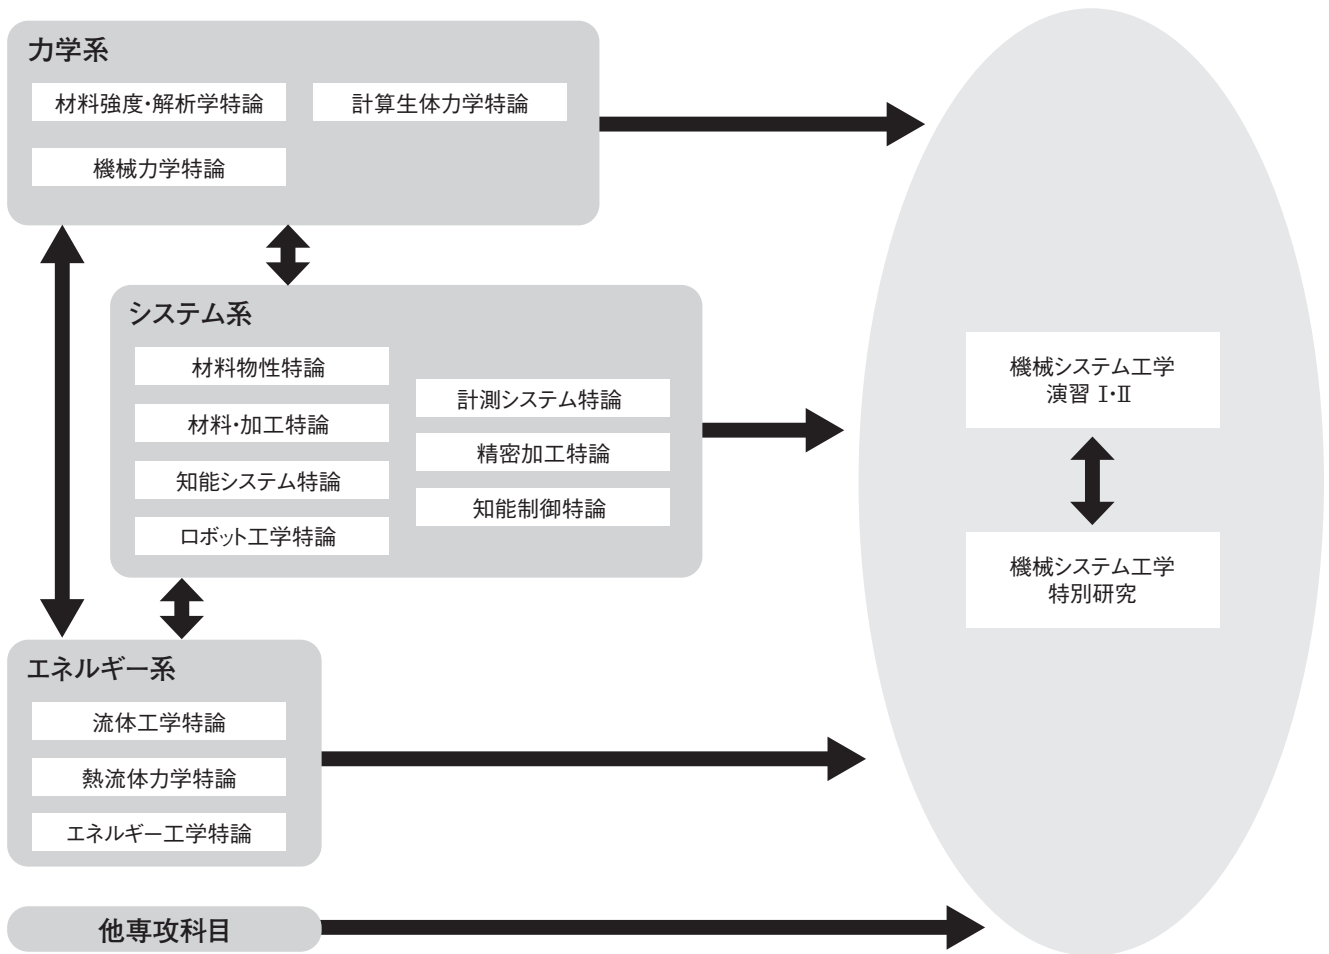 力学系
材料強度・解析学特論
計算生体力学特論
機械力学特論
システム系
材料物性特論
材料・加工特論
知能システム特論
ロボット工学特論
計測システム特論
精密加工特論
知能制御特論
エネルギー系
流体工学特論
熱流体力学特論
エネルギー工学特論
他専攻科目
機械システム工学
演習 Ⅰ・Ⅱ
機械システム工学
特別研究